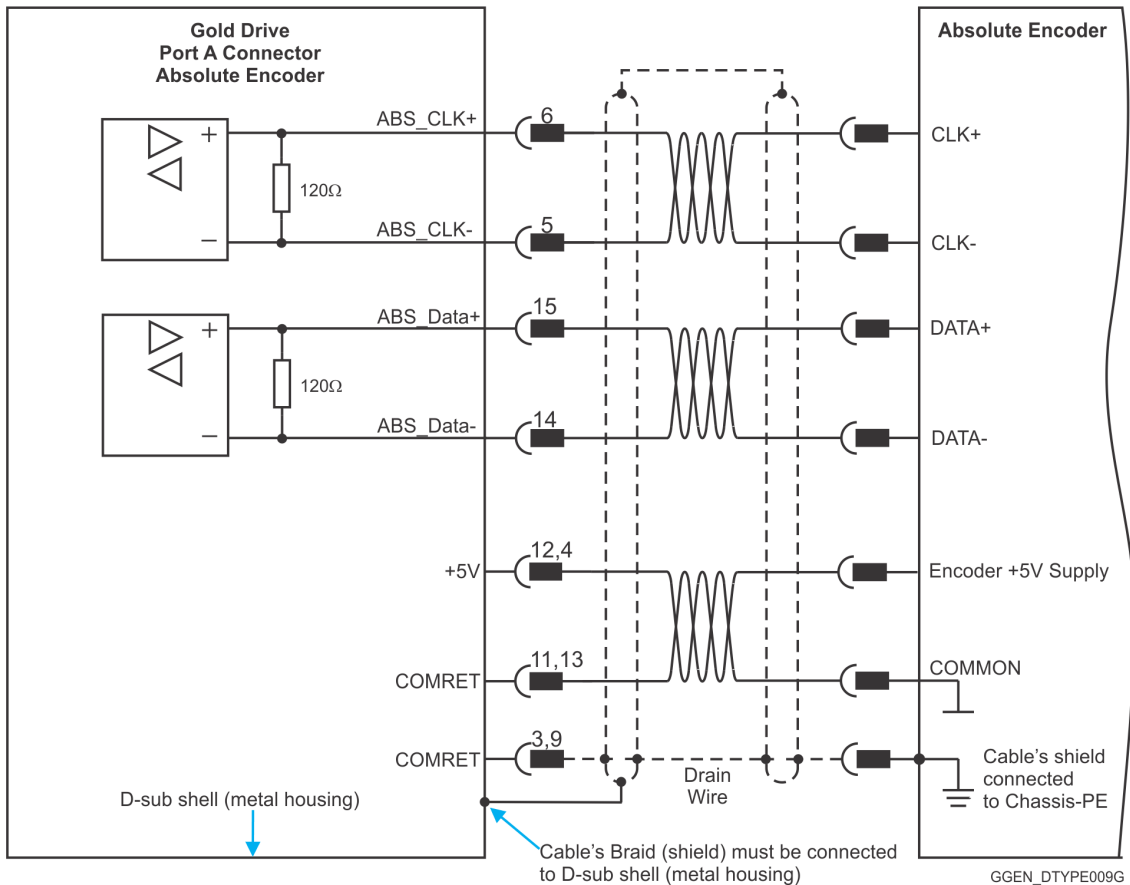 Gold Drive
Port A Connector
Absolute Encoder
Absolute Encoder
ABS_CLK+
6
CLK+
+
120Ω
ABS_CLK-
5
CLK-
−
ABS_Data+
15
DATA+
+
120Ω
ABS_Data-
14
DATA-
−
+5V
12,4
Encoder +5V Supply
COMRET
11,13
COMMON
COMRET
3,9
Drain
Wire
Cable's shield
connected
to Chassis-PE
D-sub shell (metal housing)
Cable's Braid (shield) must be connected
to D-sub shell (metal housing)
GGEN_DTYPE009G